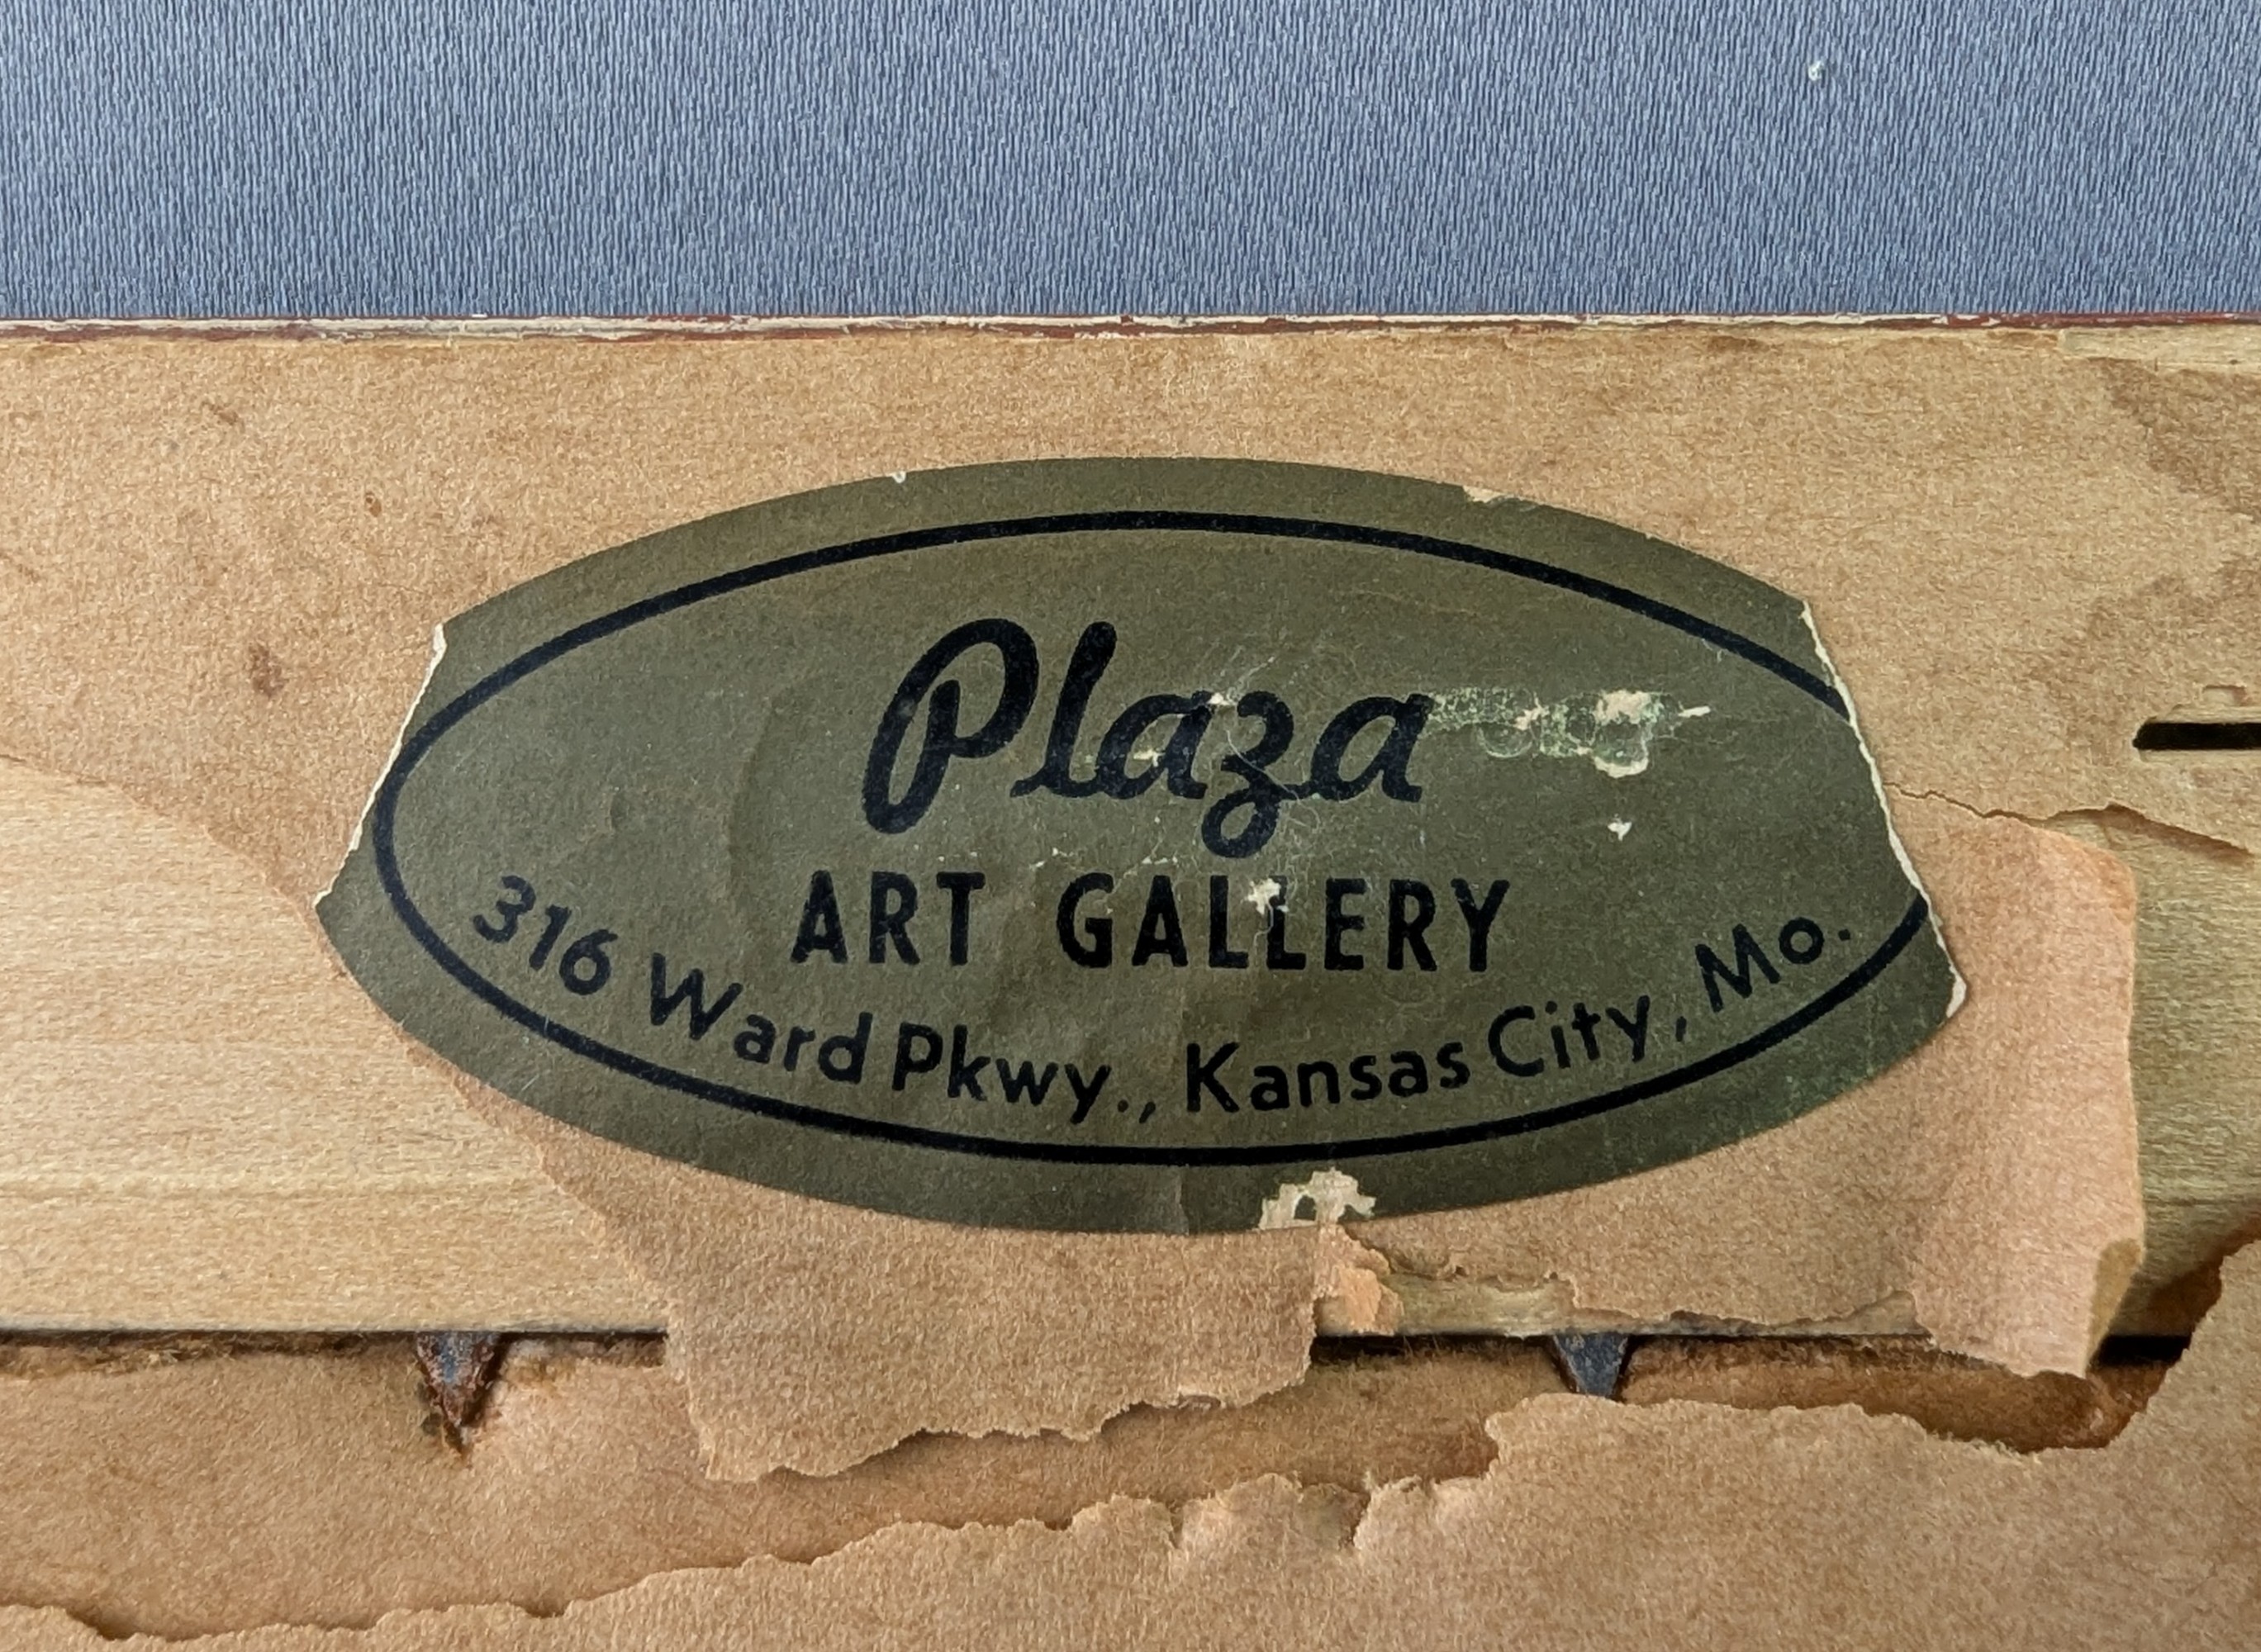 Plaza
ART GALLERY
316 Ward Pkwy., Kansas City, Mo.